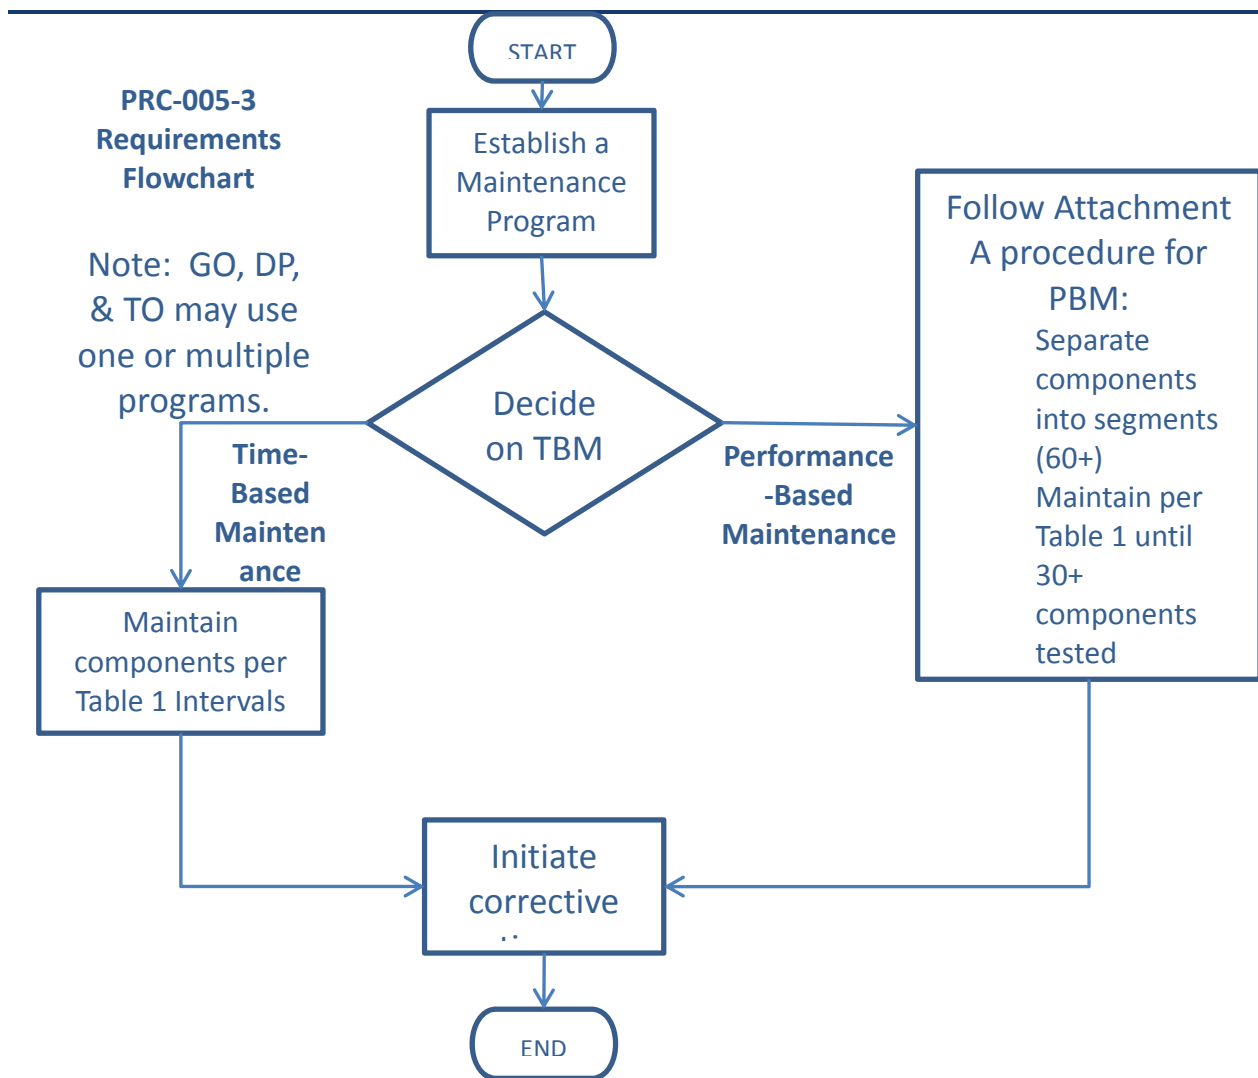 START
PRC-005-3
Requirements
Flowchart
Establish a
Maintenance
Program
Note:  GO, DP,
& TO may use
one or multiple
programs.
Decide
on TBM
Time-
Based
Mainten
ance
Performance
-Based
Maintenance
Follow Attachment
A procedure for
PBM:
Separate
components
into segments
(60+)
Maintain per
Table 1 until
30+
components
tested
Maintain
components per
Table 1 Intervals
Initiate
corrective
END